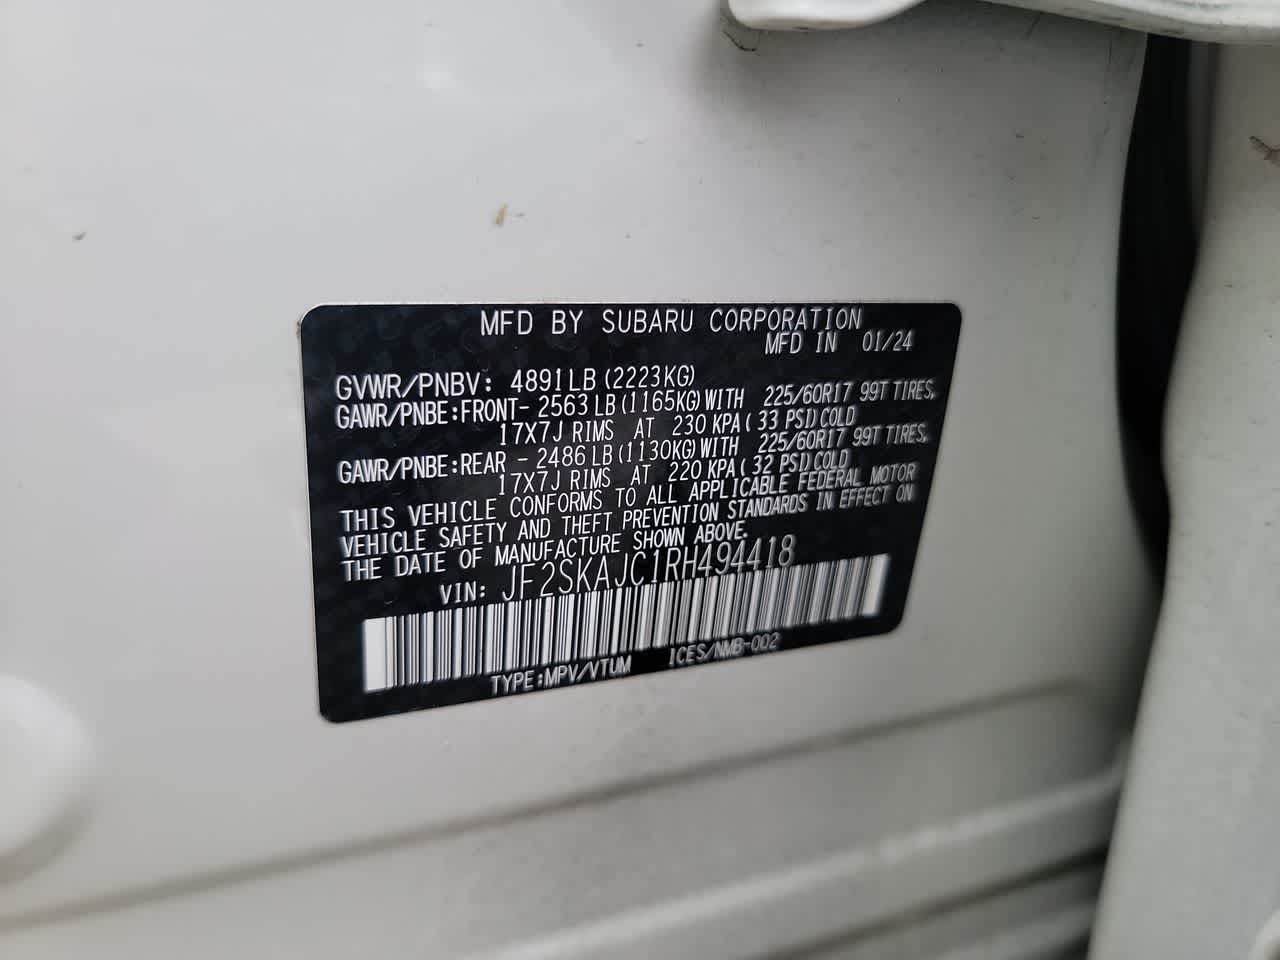 MFD BY SUBARU CORPORATION
MFD IN 01/24
GVWR/PNBV: 4891LB (2223KG)
GAWR/PNBE:FRONT- 2563 LB (1165KG) WITH 225/60R17 99T TIRES,
17X7J RIMS AT 230 KPA ( 33 PSI) COLD
GAWR/PNBE:REAR - 2486 LB (1130KG) WITH 225/60R17 99T TIRES,
17X7J RIMS AT 220 KPA ( 32 PSI) COLD
THIS VEHICLE CONFORMS TO ALL APPLICABLE FEDERAL MOTOR
VEHICLE SAFETY AND THEFT PREVENTION STANDARDS IN EFFECT ON
THE DATE OF MANUFACTURE SHOWN ABOVE.
VIN: JF2SKAJC1RH494418
TYPE:MPV/VTUM ICES/NMB-002